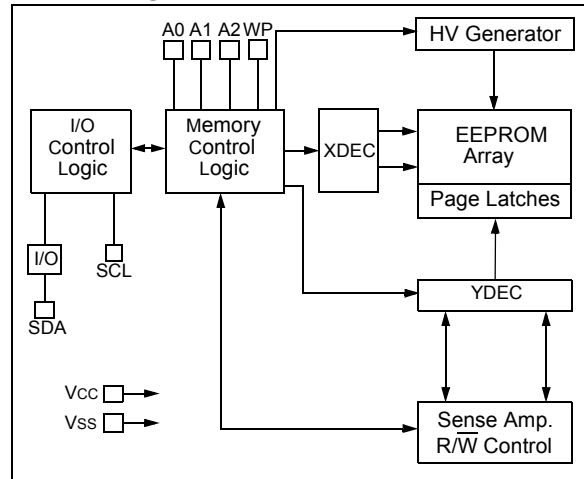 A0 A1 A2 WP
HV Generator
I/O
Control
Logic
Memory
Control
Logic
XDEC
EEPROM
Array
Page Latches
I/O
SCL
SDA
YDEC
Vcc
Vss
Sense Amp.
R/W̅ Control